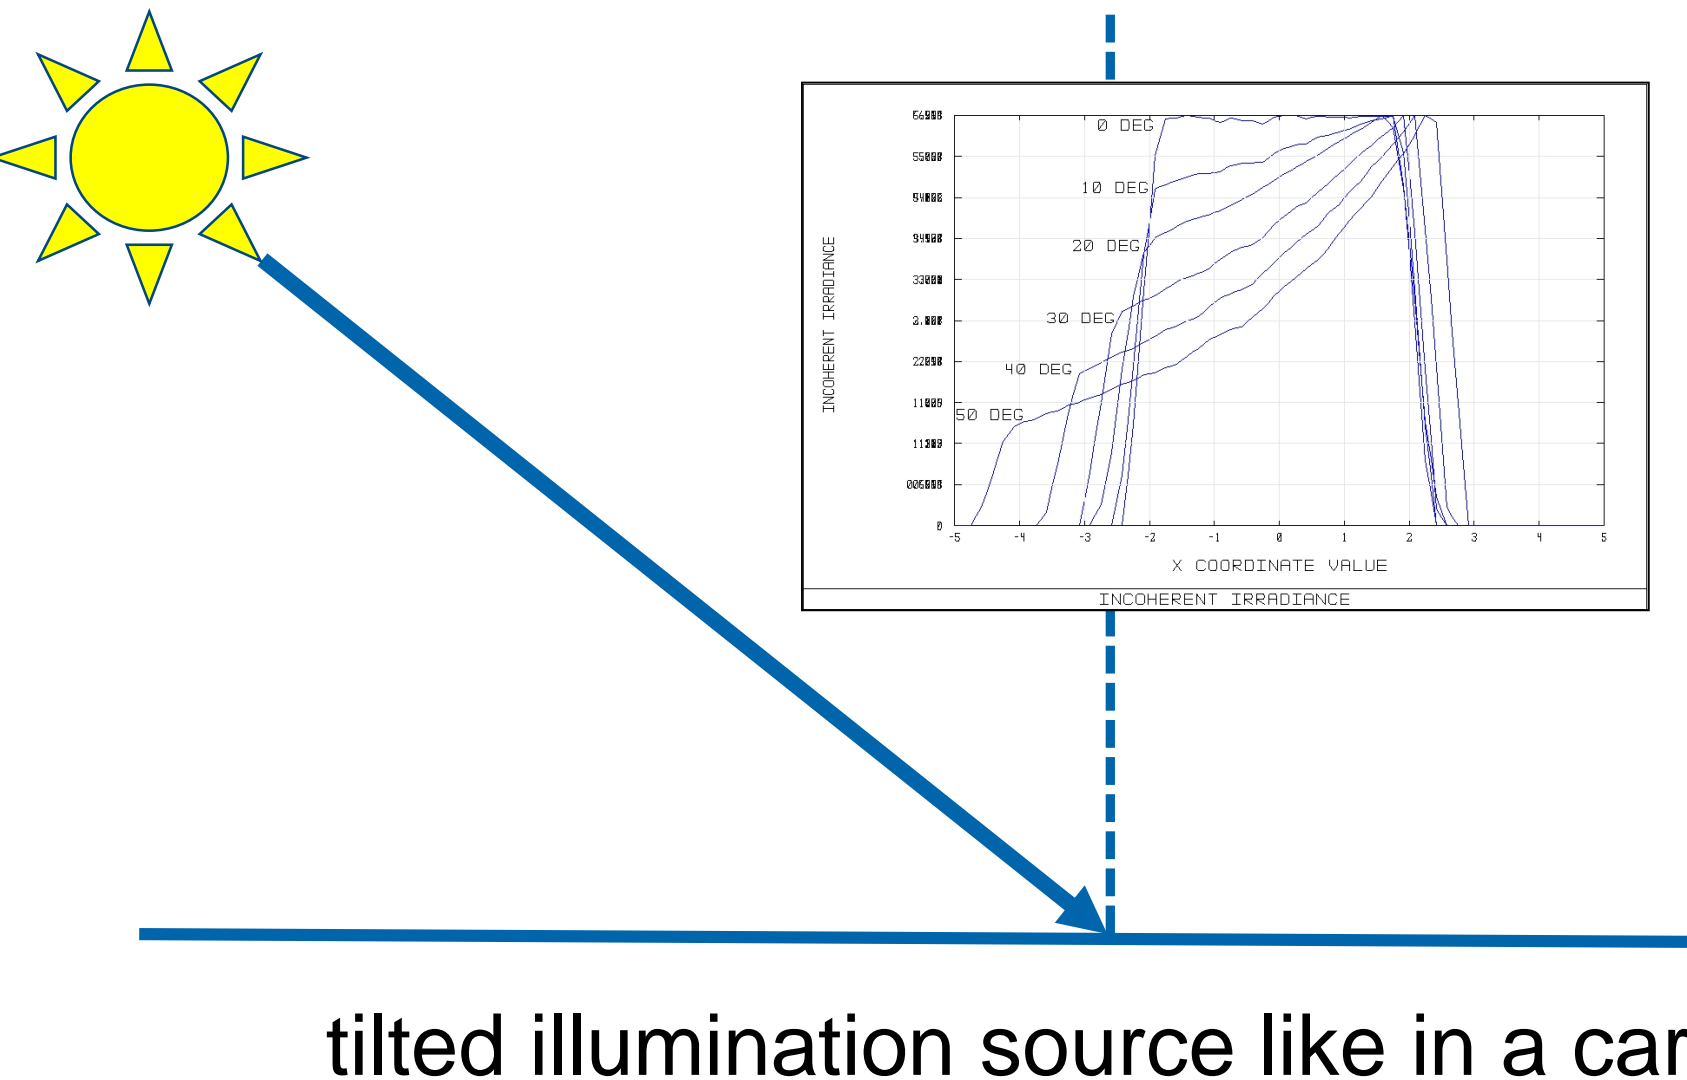 0 DEG
10 DEG
20 DEG
30 DEG
40 DEG
50 DEG
INCOHERENT IRRADIANCE
0
-5 -4 -3 -2 -1 0 1 2 3 4 5
X COORDINATE VALUE
INCOHERENT IRRADIANCE
tilted illumination source like in a car